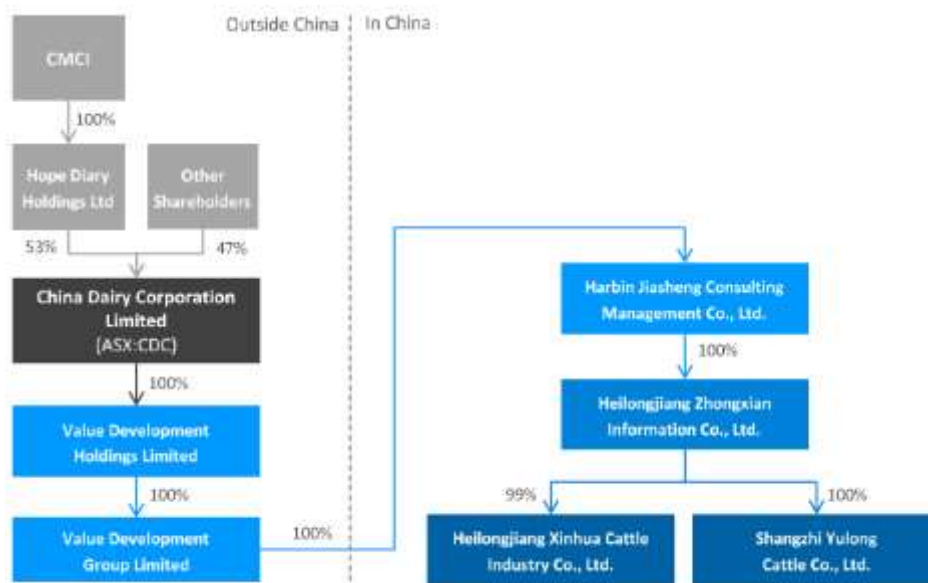 Outside China
In China
CMCI
100%
Hope Diary
Holdings Ltd
Other
Shareholders
53%
47%
China Dairy Corporation
Limited
(ASX:CDC)
100%
Value Development
Holdings Limited
100%
Value Development
Group Limited
100%
Harbin Jiasheng Consulting
Management Co., Ltd.
100%
Heilongjiang Zhongxian
Information Co., Ltd.
99%
100%
Heilongjiang Xinhua Cattle
Industry Co., Ltd.
Shangzhi Yulong
Cattle Co., Ltd.